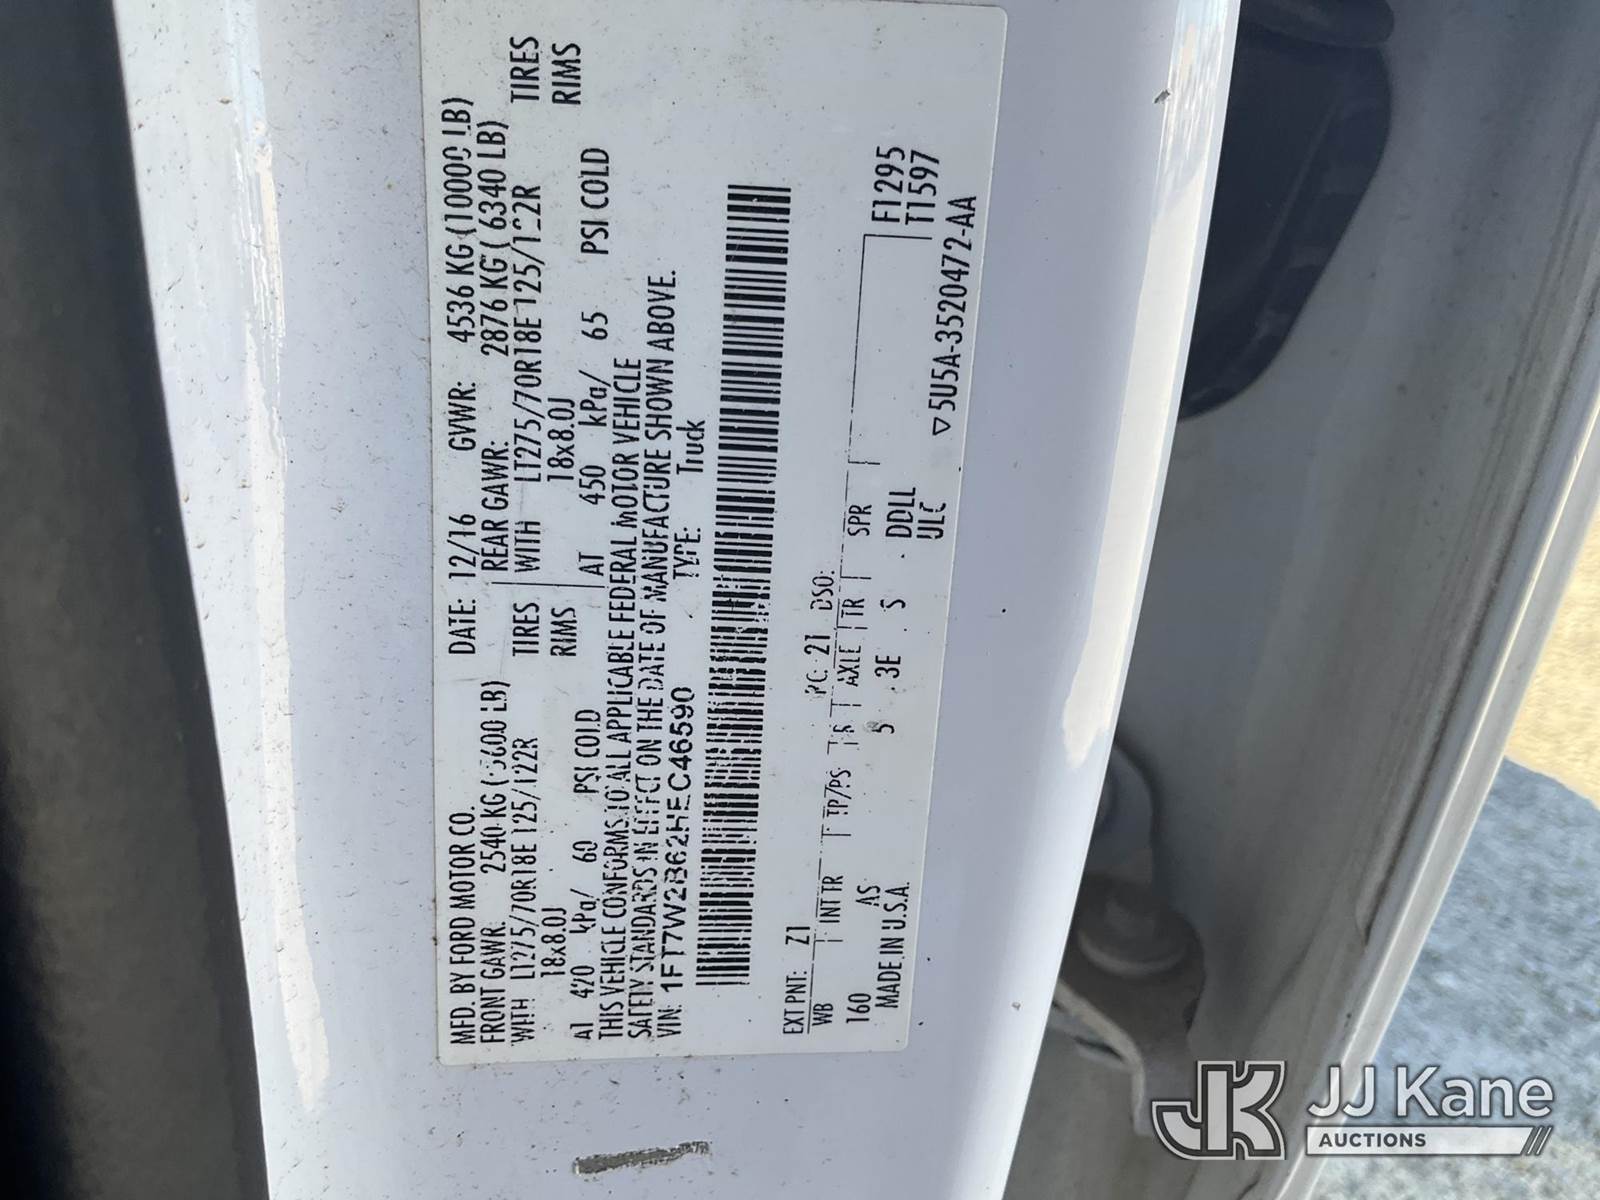 MFD. BY FORD MOTOR CO. DATE: 12/16 GVWR: 4536 KG (10000 LB)
FRONT GAWR: 2540 KG (5600 LB) REAR GAWR: 2876 KG (6340 LB)
WITH LT275/70R18E 125/122R TIRES WITH LT275/70R18E 125/122R TIRES
18x8.0J RIMS 18x8.0J RIMS
AT 420 kPa/ 60 PSI COLD AT 450 kPa/ 65 PSI COLD
THIS VEHICLE CONFORMS TO ALL APPLICABLE FEDERAL MOTOR VEHICLE
SAFETY STANDARDS IN EFFECT ON THE DATE OF MANUFACTURE SHOWN ABOVE.
VIN: 1FT7W2B62HEC46590 TYPE: Truck
EXT PNT: Z1 RC: 21 DSO:
WB INT TR TP/PS R AXLE TR SPR F1295
160 AS 5 3E S DDLL T1597
MADE IN U.S.A. ULC ▽5U5A-3520472-AA
JK JJ Kane
AUCTIONS